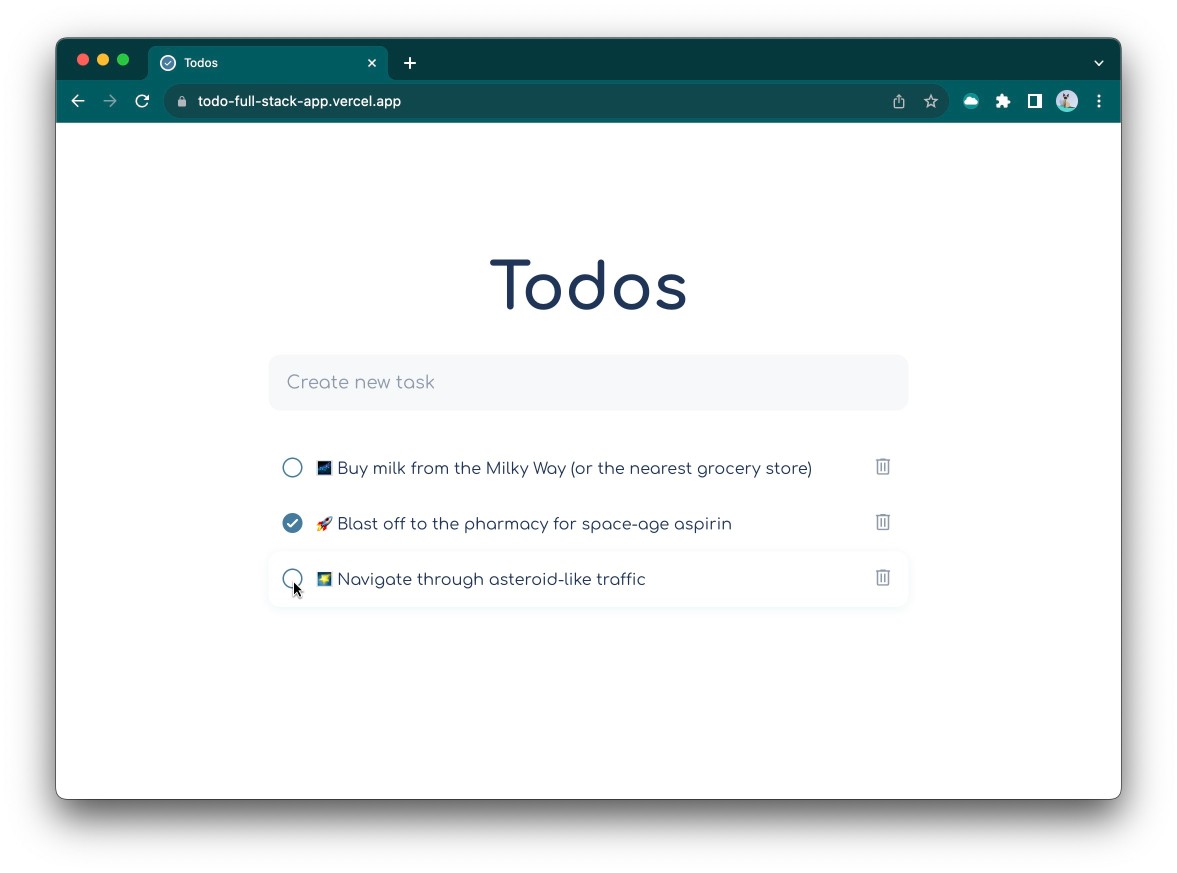 Todos
todo-full-stack-app.vercel.app
Todos
Create new task
🌌 Buy milk from the Milky Way (or the nearest grocery store)
🚀 Blast off to the pharmacy for space-age aspirin
🌠 Navigate through asteroid-like traffic